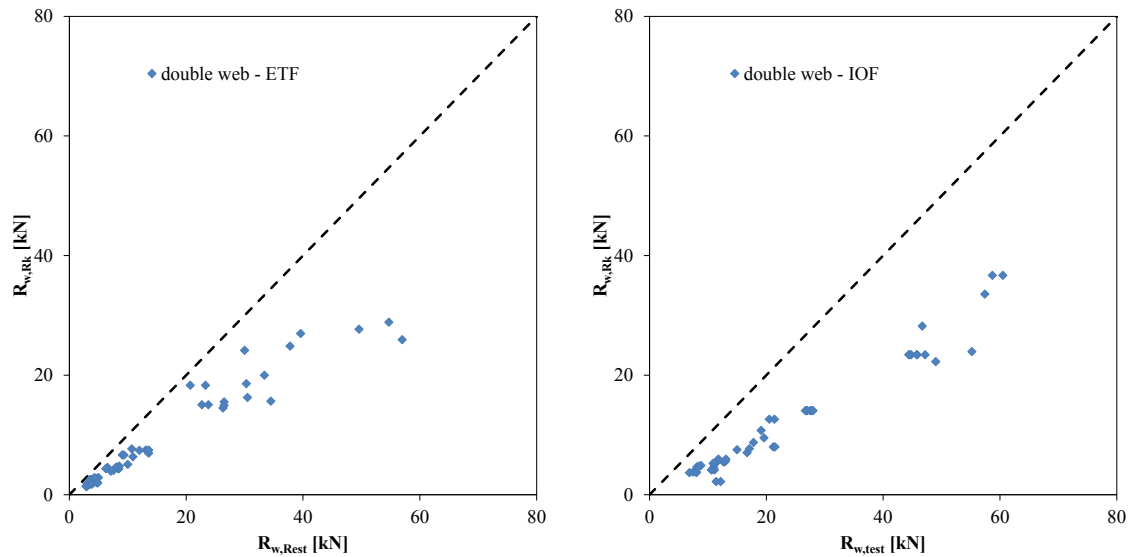 80
60
40
20
0
R_w,Rk [kN]
double web - ETF
0 20 40 60 80
R_w,Rest [kN]
80
60
40
20
0
R_w,Rk [kN]
double web - IOF
0 20 40 60 80
R_w,test [kN]